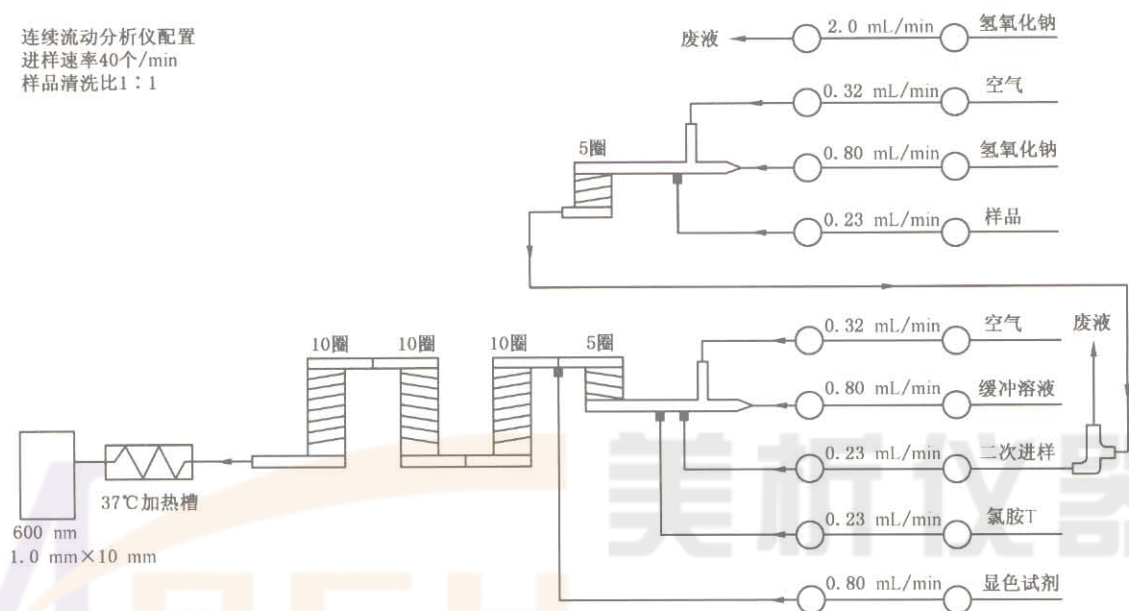 连续流动分析仪配置
进样速率40个/min
样品清洗比1：1
废液 2.0 mL/min 氢氧化钠
0.32 mL/min 空气
5圈
0.80 mL/min 氢氧化钠
0.23 mL/min 样品
0.32 mL/min 空气 废液
10圈 10圈 10圈 5圈
0.80 mL/min 缓冲溶液
0.23 mL/min 二次进样
37℃加热槽
0.23 mL/min 氯胺T
600 nm
1.0 mm×10 mm
0.80 mL/min 显色试剂
美析仪器